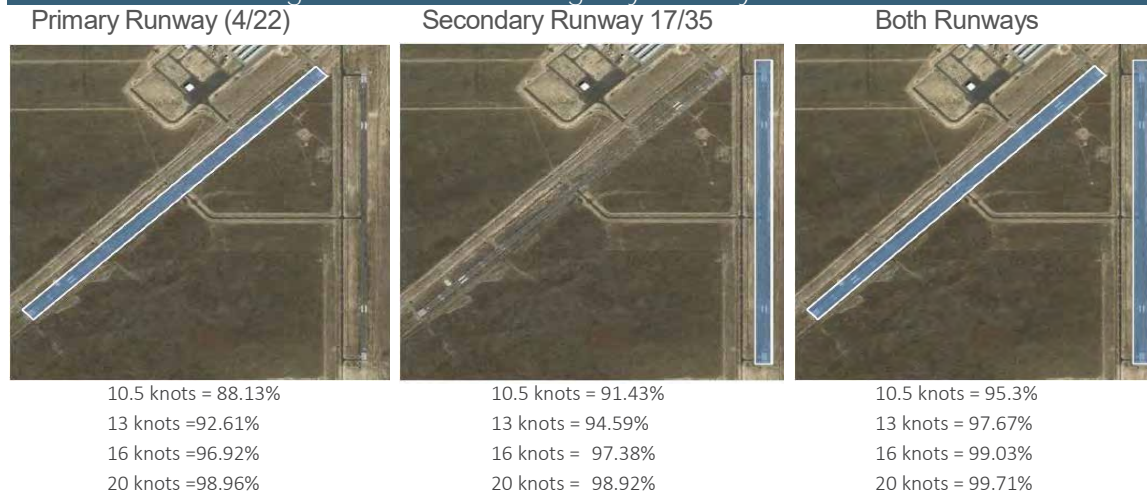 Primary Runway (4/22)
Secondary Runway 17/35
Both Runways
10.5 knots = 88.13%
13 knots =92.61%
16 knots =96.92%
20 knots =98.96%
10.5 knots = 91.43%
13 knots = 94.59%
16 knots = 97.38%
20 knots = 98.92%
10.5 knots = 95.3%
13 knots = 97.67%
16 knots = 99.03%
20 knots = 99.71%